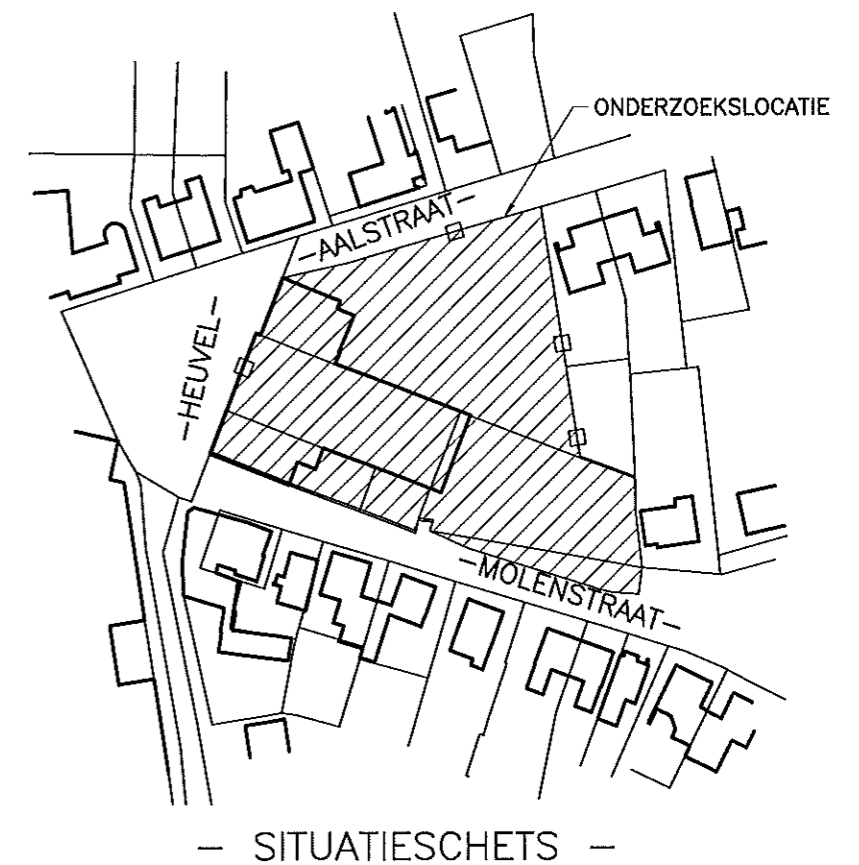 ONDERZOEKSLOCATIE
-AALSTRAAT-
-HEUVEL-
-MOLENSTRAAT-
- SITUATIESCHETS -